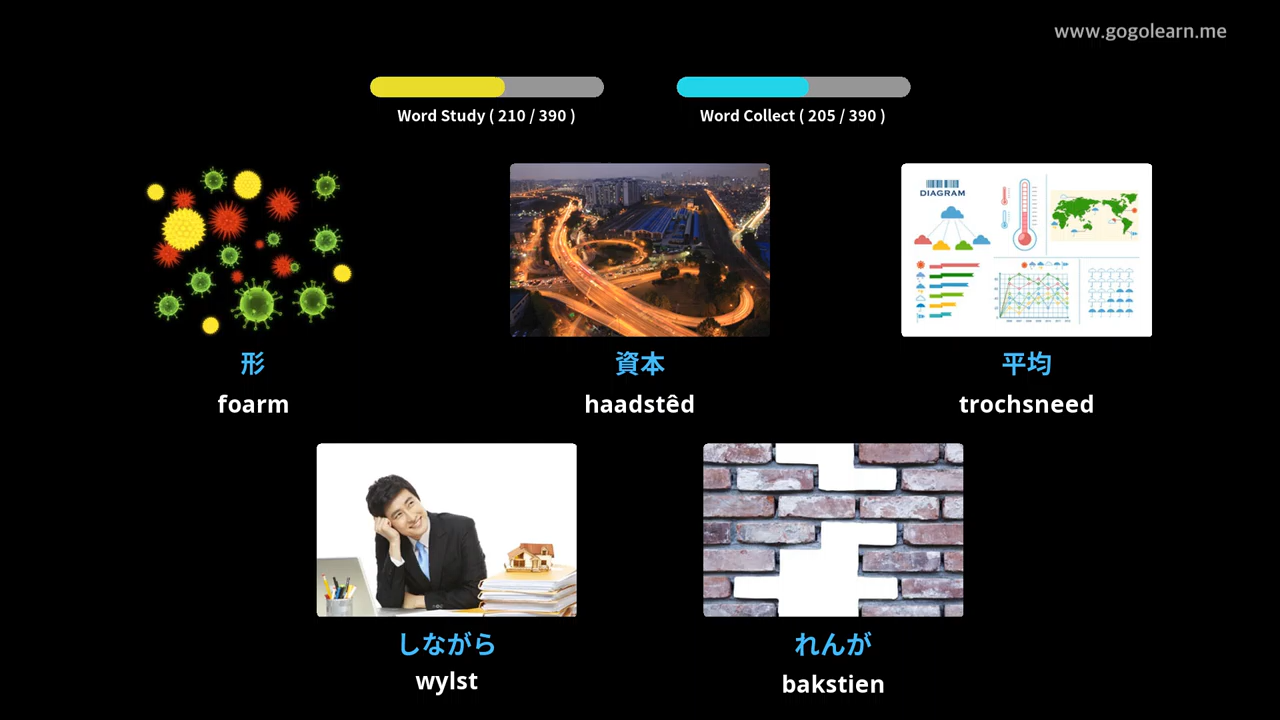 www.gogolearn.me
Word Study ( 210 / 390 )
Word Collect ( 205 / 390 )
DIAGRAM
形
foarm
資本
haadstêd
平均
trochsneed
しながら
wylst
れんが
bakstien